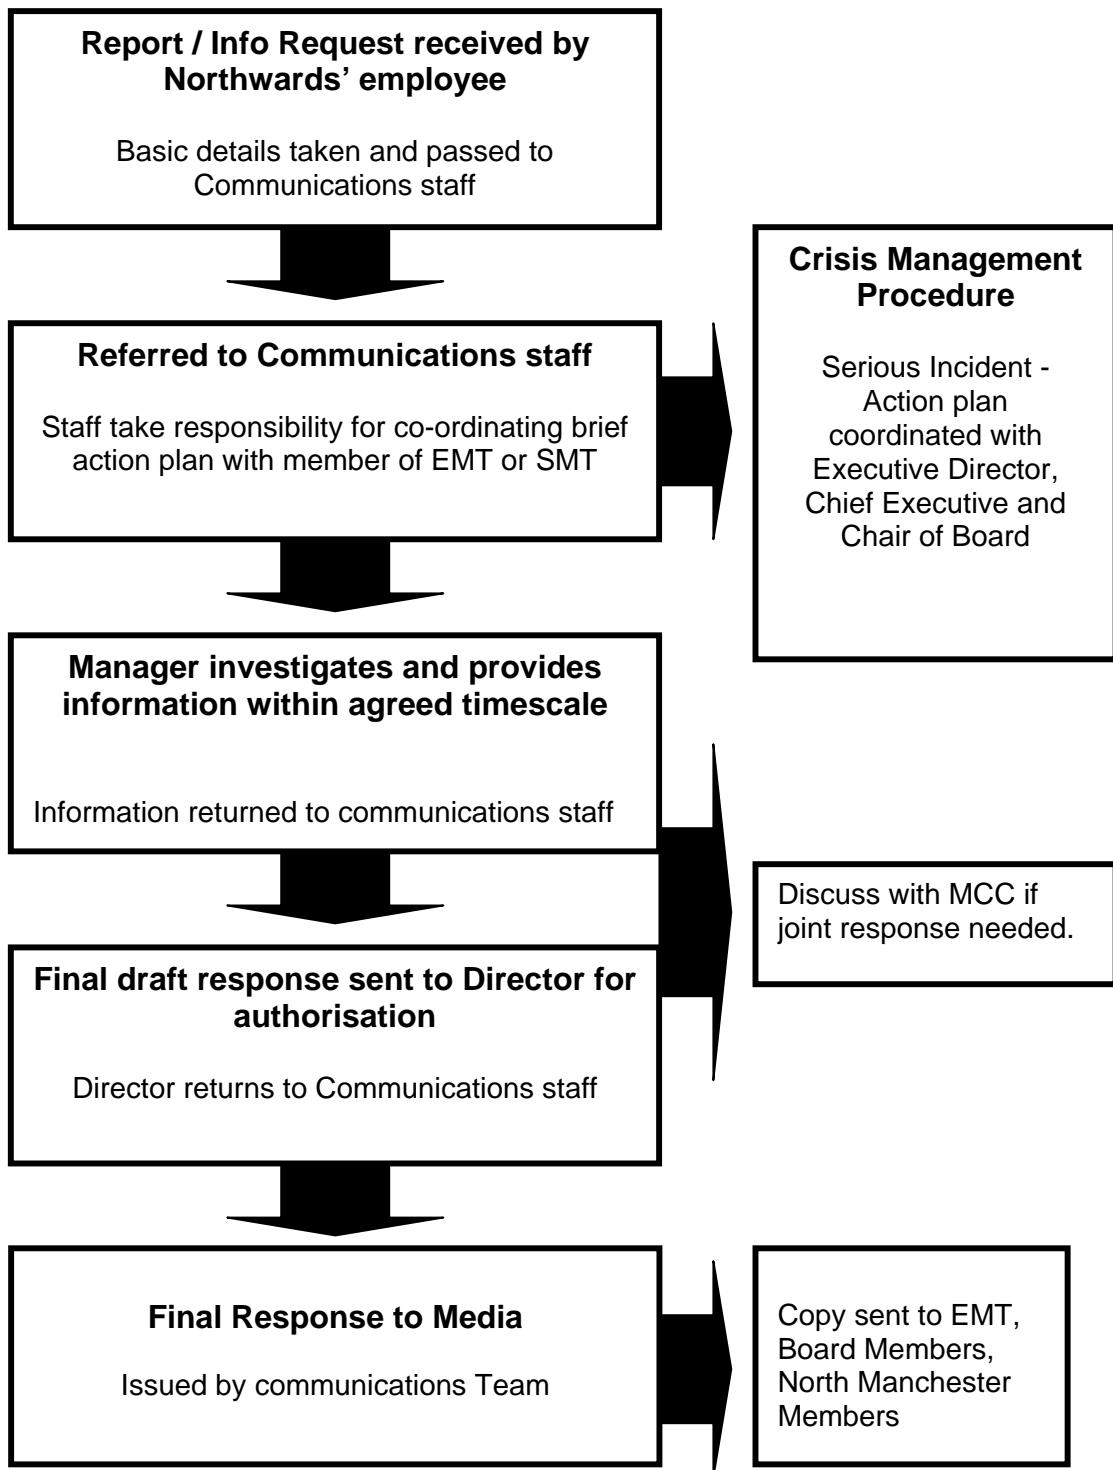 Report / Info Request received by
Northwards’ employee
Basic details taken and passed to
Communications staff
Referred to Communications staff
Staff take responsibility for co-ordinating brief
action plan with member of EMT or SMT
Crisis Management
Procedure
Serious Incident -
Action plan
coordinated with
Executive Director,
Chief Executive and
Chair of Board
Manager investigates and provides
information within agreed timescale
Information returned to communications staff
Discuss with MCC if
joint response needed.
Final draft response sent to Director for
authorisation
Director returns to Communications staff
Final Response to Media
Issued by communications Team
Copy sent to EMT,
Board Members,
North Manchester
Members